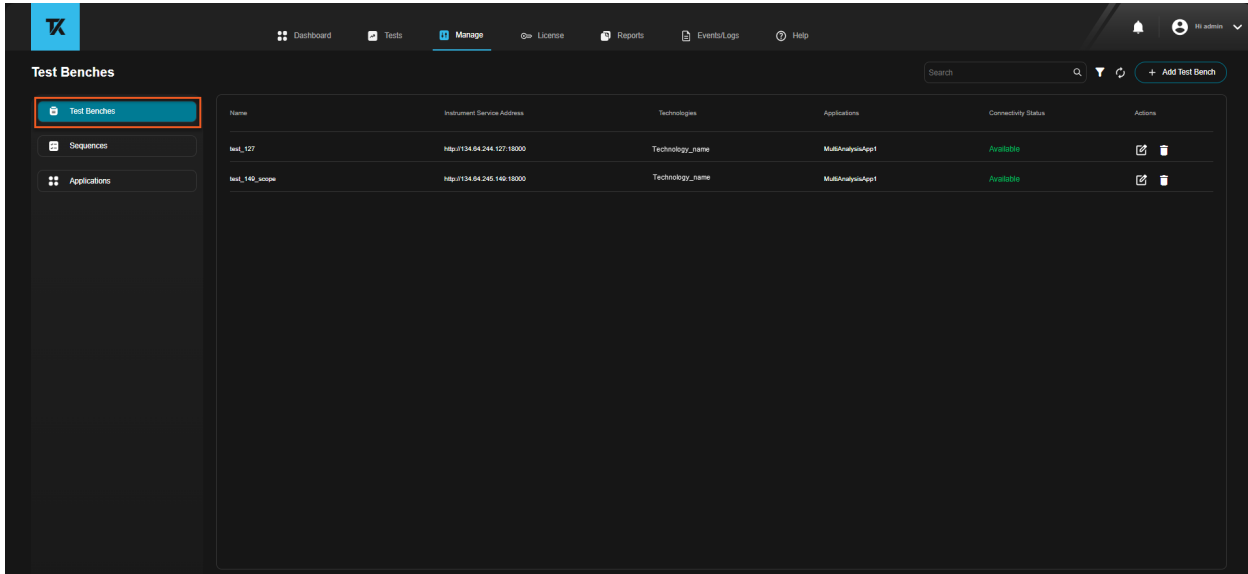 TK
Dashboard Tests Manage License Reports Events/Logs Help Hi admin
Test Benches Search + Add Test Bench
Test Benches
Sequences
Applications
Name Instrument Service Address Technologies Applications Connectivity Status Actions
test_127 http://134.64.244.127:18000 Technology_name MultiAnalysisApp1 Available
test_149_scope http://134.64.245.149:18000 Technology_name MultiAnalysisApp1 Available